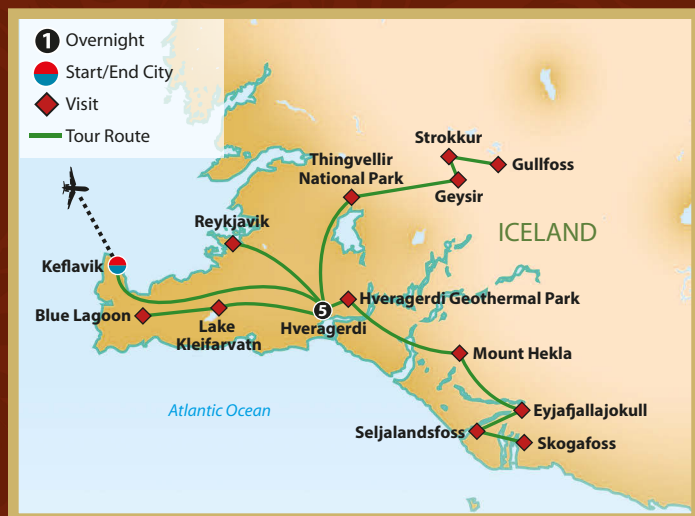 1 Overnight
Start/End City
Visit
Tour Route
Strokkur
Gullfoss
Thingvellir
National Park
Geysir
Reykjavik
ICELAND
Keflavik
Hveragerdi Geothermal Park
Blue Lagoon
Lake
Kleifarvatn
5
Hveragerdi
Mount Hekla
Atlantic Ocean
Eyjafjallajokull
Seljalandsfoss
Skogafoss